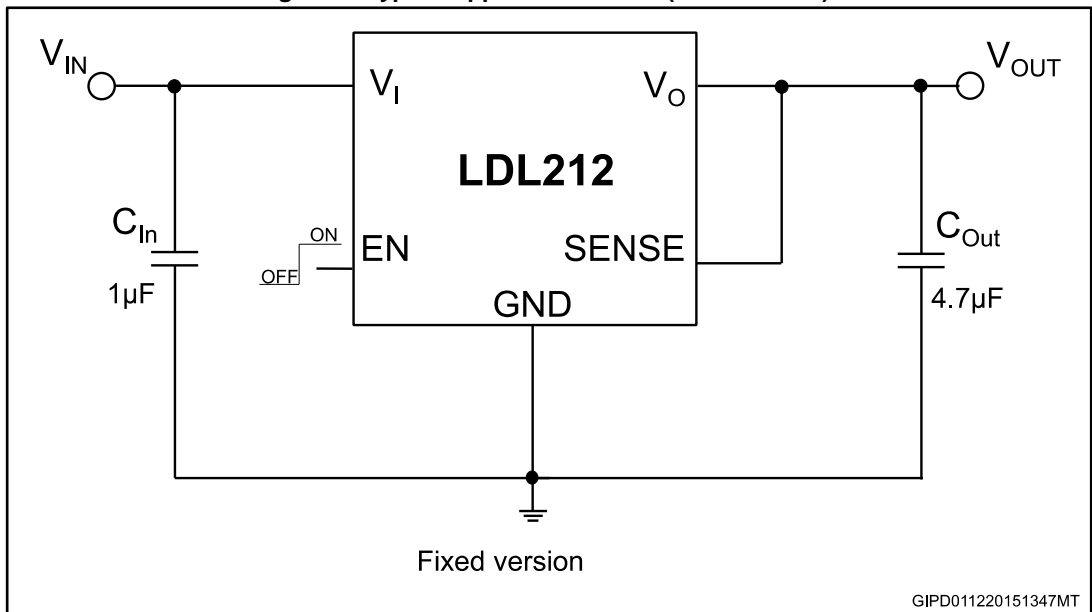 V_IN
V_OUT
V_I
V_O
LDL212
C_In
1µF
ON
OFF
EN
SENSE
C_Out
4.7µF
GND
Fixed version
GIPD011220151347MT